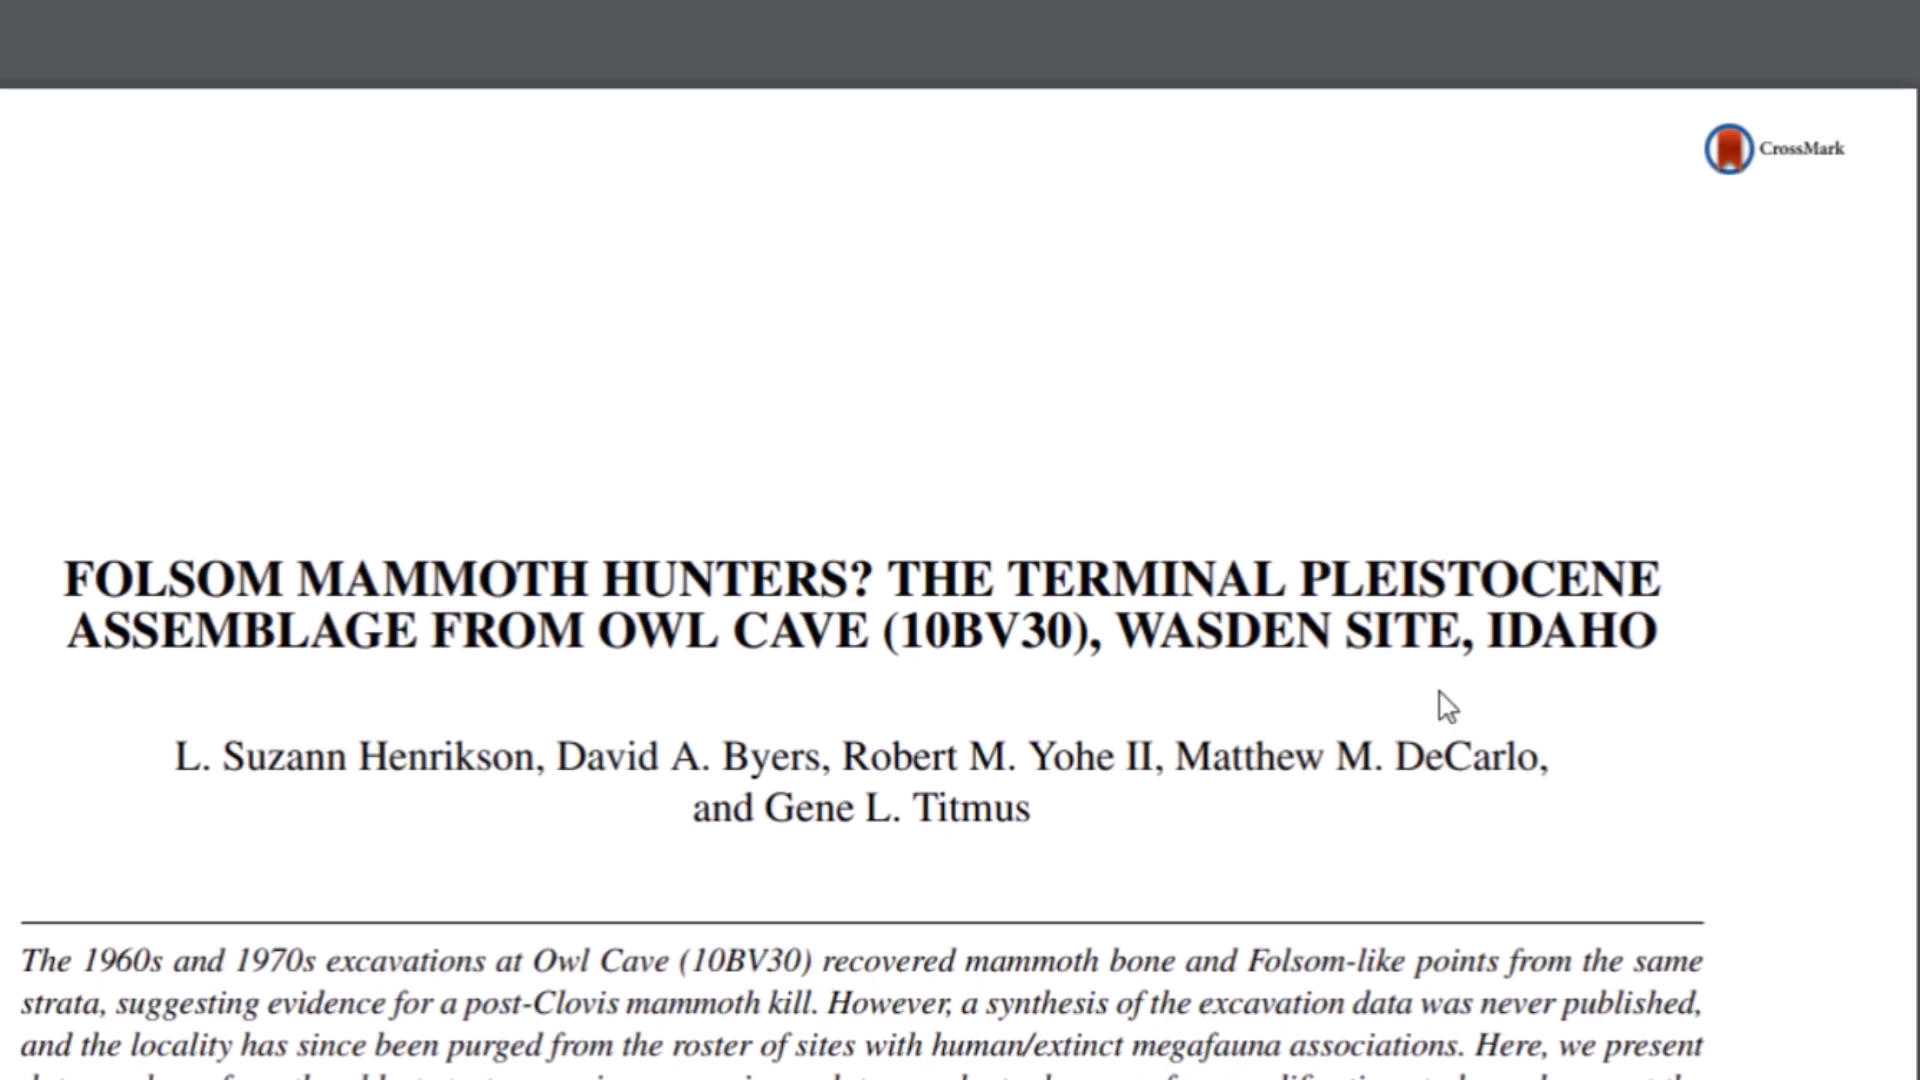 CrossMark
FOLSOM MAMMOTH HUNTERS? THE TERMINAL PLEISTOCENE
ASSEMBLAGE FROM OWL CAVE (10BV30), WASDEN SITE, IDAHO
L. Suzann Henrikson, David A. Byers, Robert M. Yohe II, Matthew M. DeCarlo,
and Gene L. Titmus
The 1960s and 1970s excavations at Owl Cave (10BV30) recovered mammoth bone and Folsom-like points from the same
strata, suggesting evidence for a post-Clovis mammoth kill. However, a synthesis of the excavation data was never published,
and the locality has since been purged from the roster of sites with human/extinct megafauna associations. Here, we present